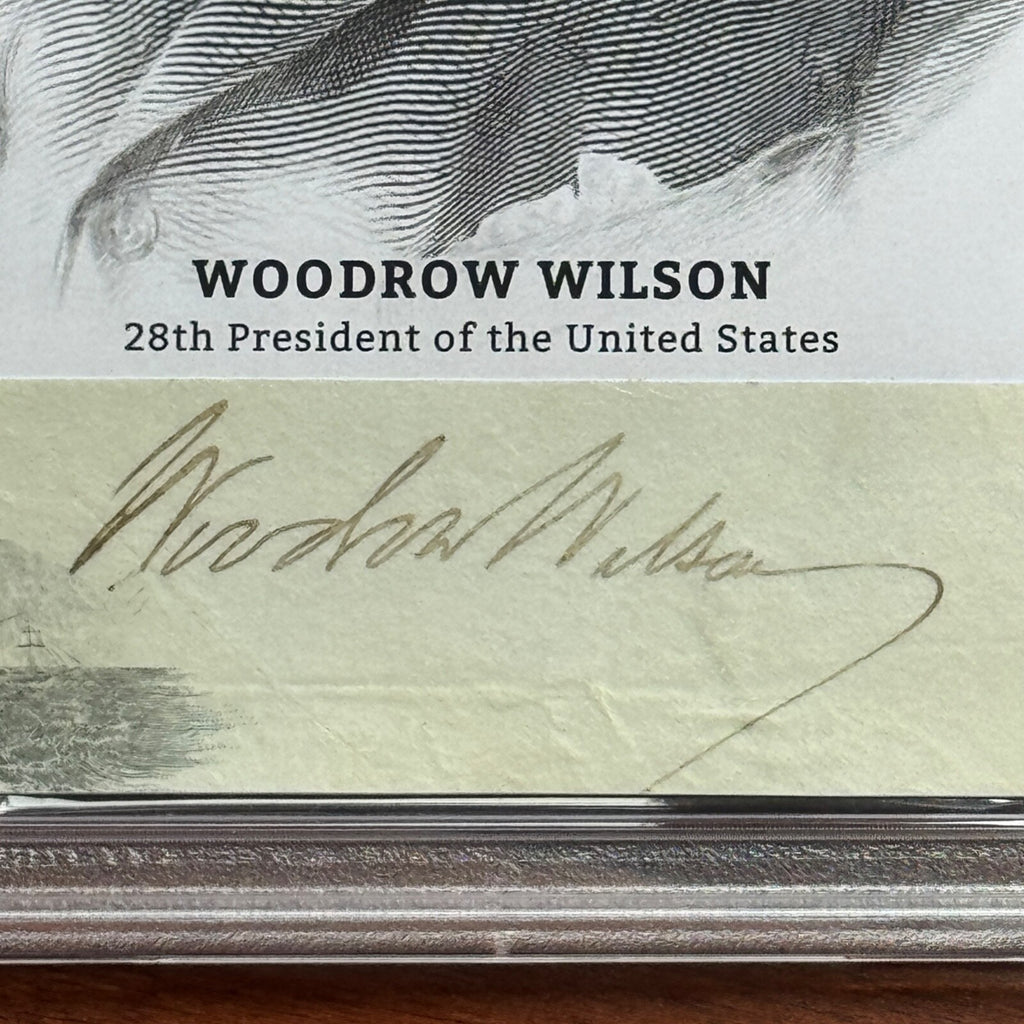 WOODROW WILSON
28th President of the United States
Woodrow Wilson